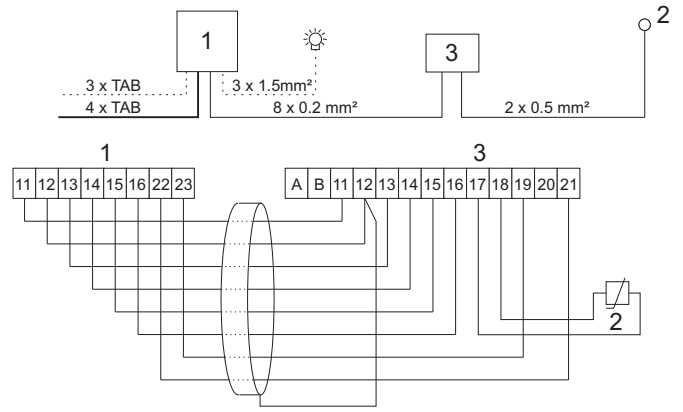 1
2
3
3 x TAB
3 x 1.5mm²
4 x TAB
8 x 0.2 mm²
2 x 0.5 mm²
1
3
11 12 13 14 15 16 22 23
A B 11 12 13 14 15 16 17 18 19 20 21
2